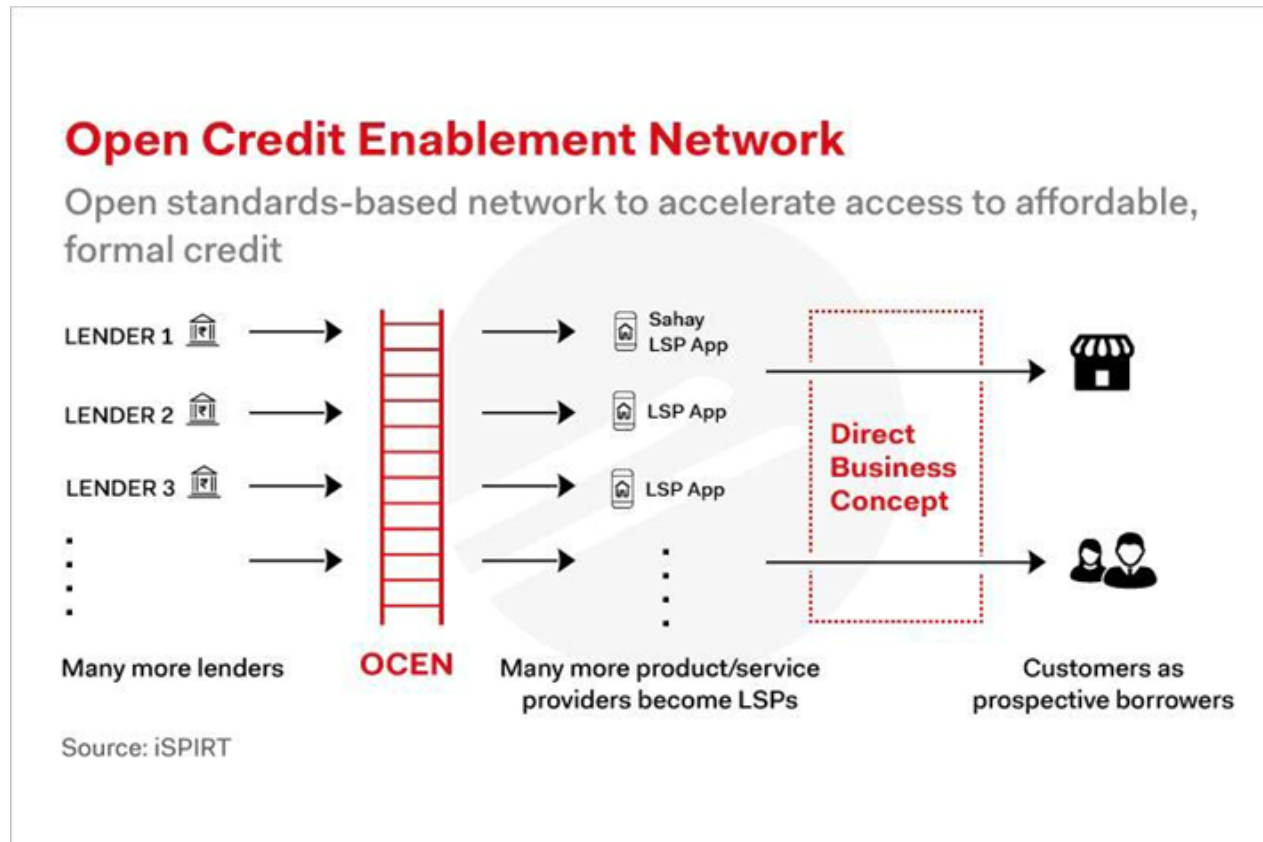 Open Credit Enablement Network
Open standards-based network to accelerate access to affordable,
formal credit
LENDER 1 ₹
Sahay
LSP App
LENDER 2 ₹
LSP App
LENDER 3 ₹
LSP App
Direct
Business
Concept
Many more lenders
OCEN
Many more product/service
providers become LSPs
Customers as
prospective borrowers
Source: iSPIRT